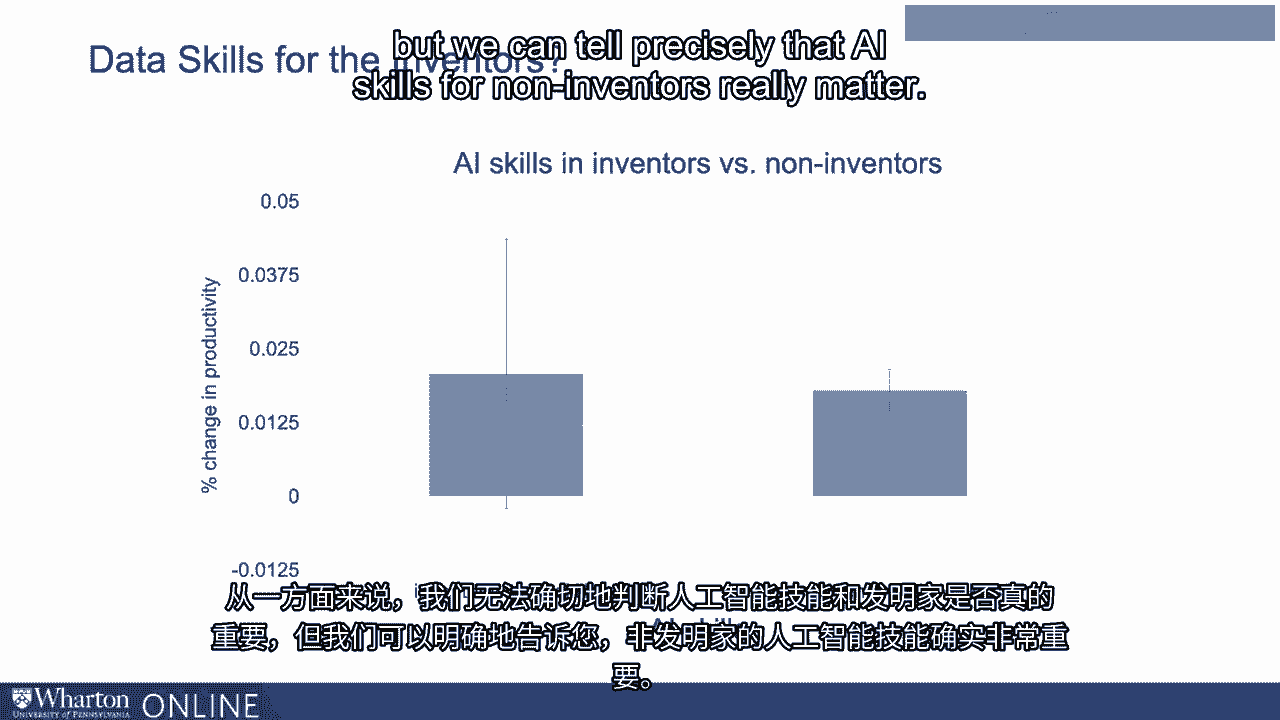 but we can tell precisely that AI
skills for non-inventors really matter.
Data Skills for the Inventors?
AI skills in inventors vs. non-inventors
0.05
0.0375
0.025
0.0125
0
-0.0125
% change in productivity
从一方面来说，我们无法确切地判断人工智能技能和发明家是否真的
重要，但我们可以明确地告诉您，非发明家的人工智能技能确实非常重
要。
Wharton
UNIVERSITY of PENNSYLVANIA
ONLINE